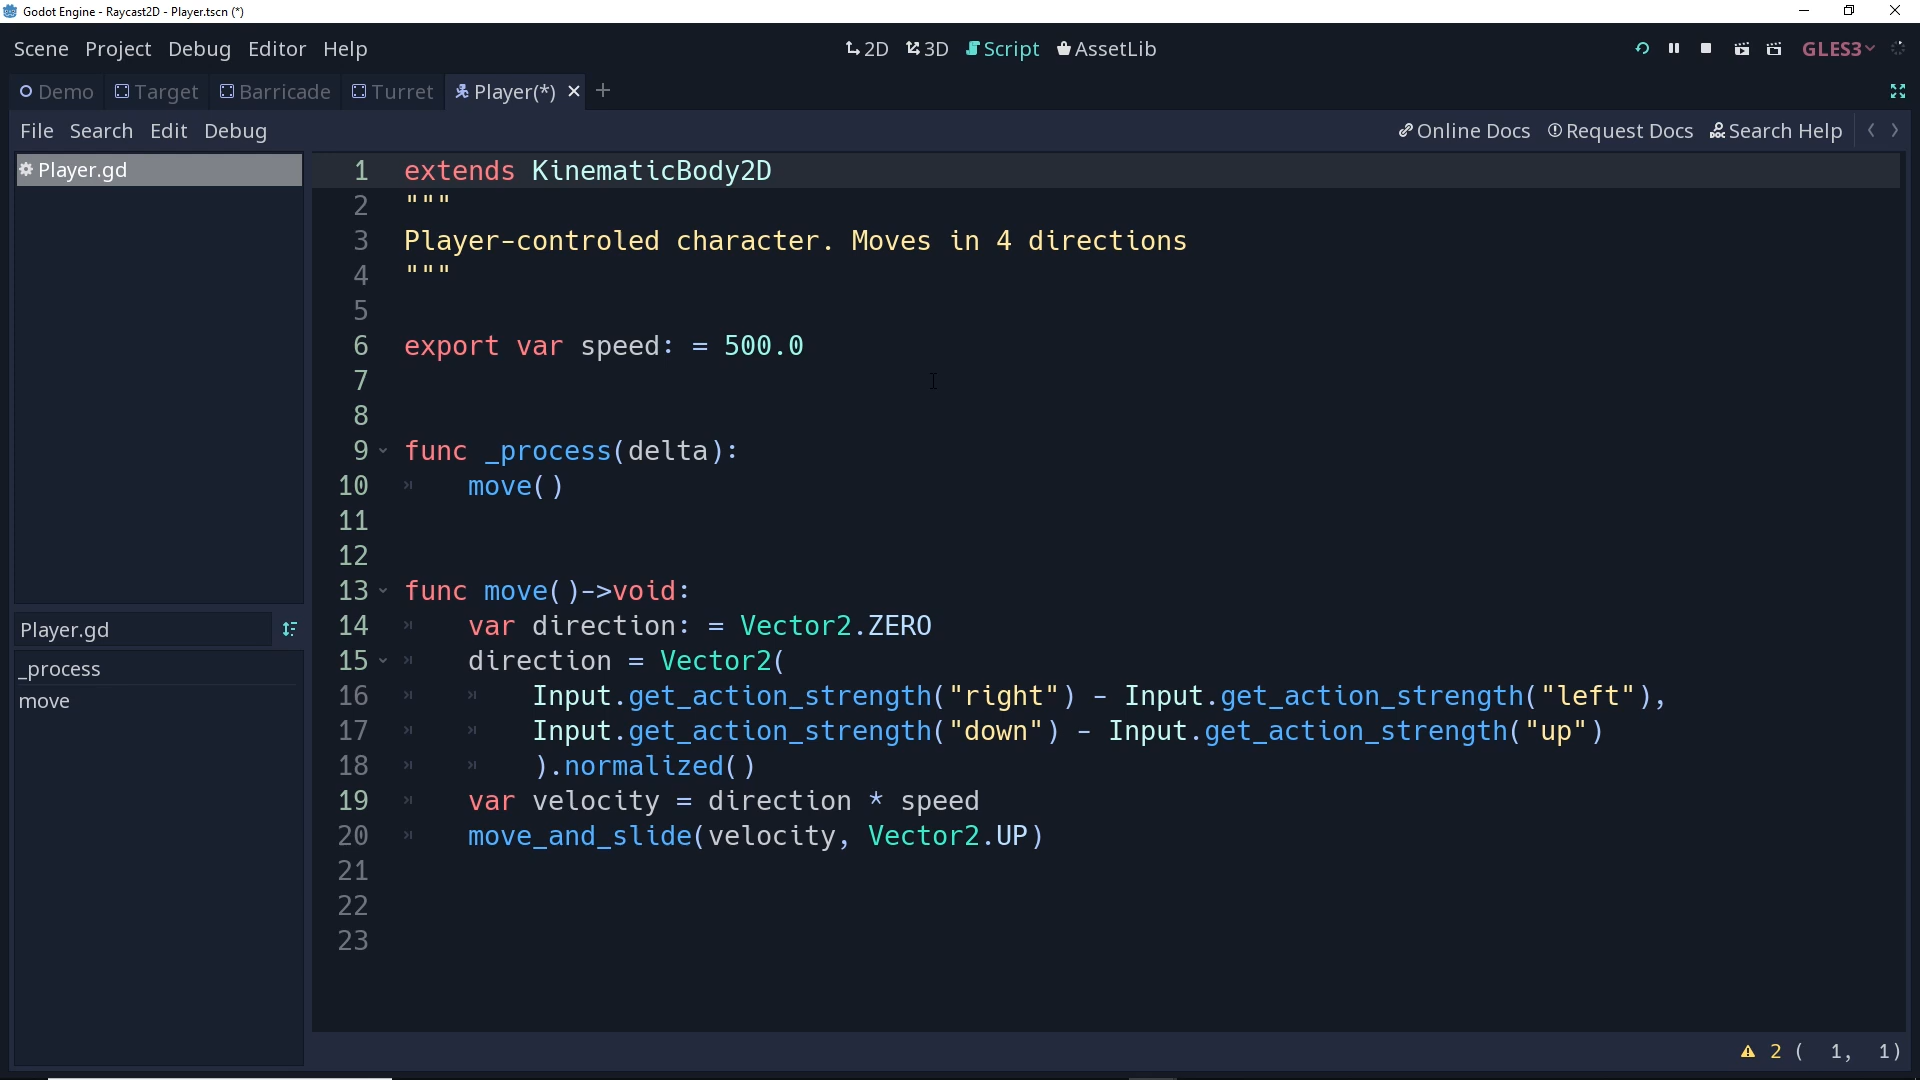 Godot Engine - Raycast2D - Player.tscn (*)
Scene Project Debug Editor Help
2D 3D Script AssetLib
GLES3
Demo Target Barricade Turret Player(*)
File Search Edit Debug
Online Docs Request Docs Search Help
Player.gd
Player.gd
_process
move
1 extends KinematicBody2D
2 """
3 Player-controled character. Moves in 4 directions
4 """
5
6 export var speed: = 500.0
7
8
9 func _process(delta):
10 move()
11
12
13 func move()->void:
14 var direction: = Vector2.ZERO
15 direction = Vector2(
16 Input.get_action_strength("right") - Input.get_action_strength("left"),
17 Input.get_action_strength("down") - Input.get_action_strength("up")
18 ).normalized()
19 var velocity = direction * speed
20 move_and_slide(velocity, Vector2.UP)
21
22
23
2 ( 1, 1)